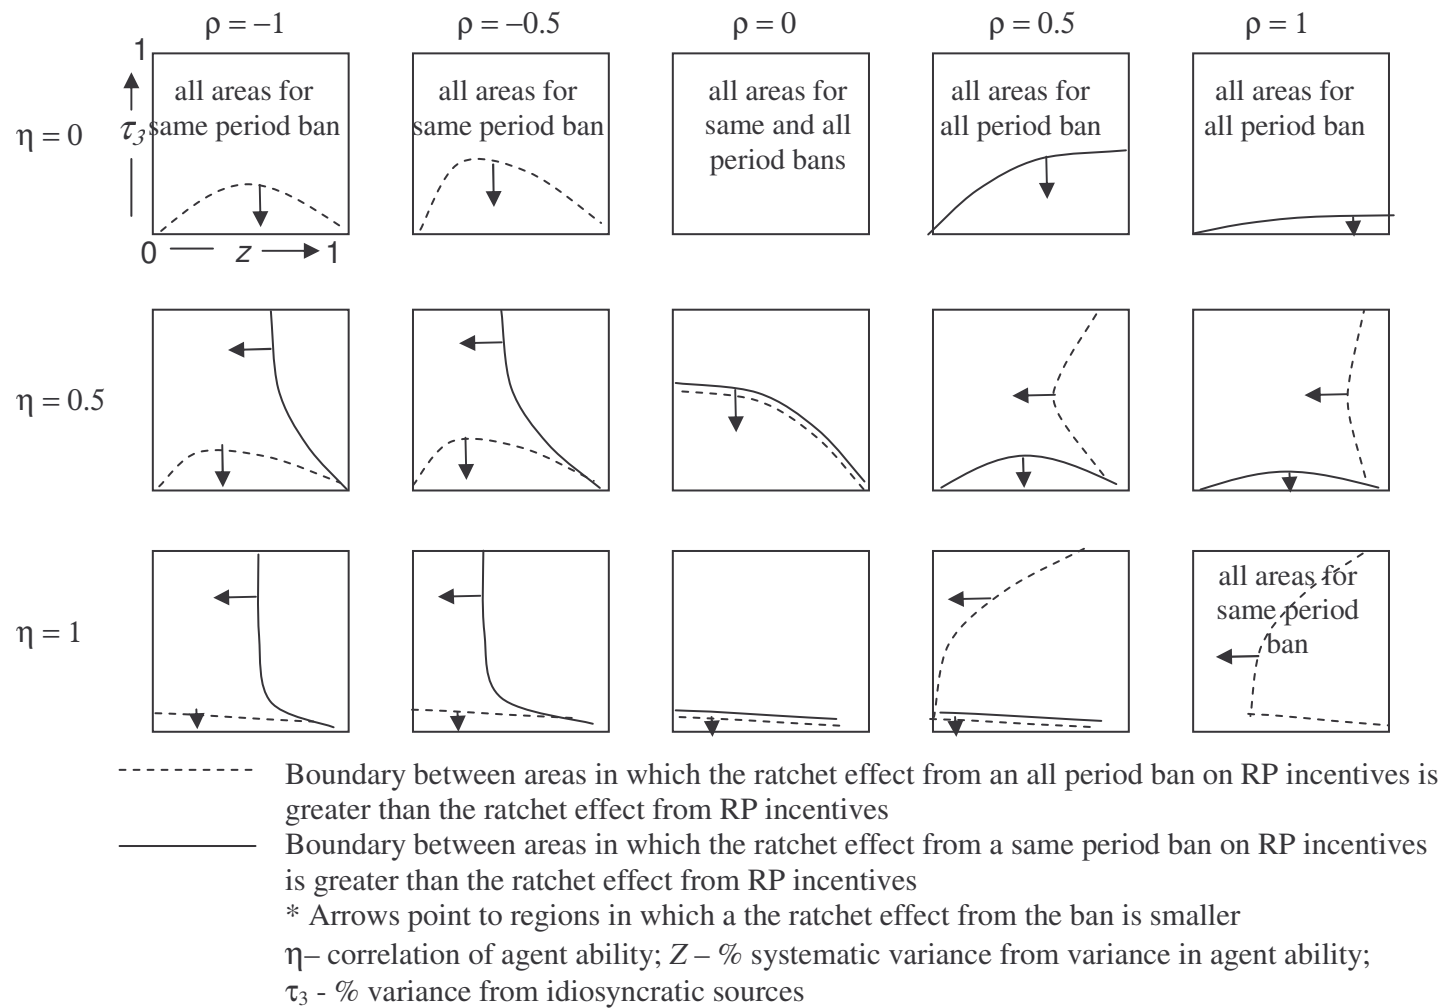 ρ = –1 ρ = –0.5 ρ = 0 ρ = 0.5 ρ = 1
1
all areas for
same period ban
all areas for
same period ban
all areas for
same and all
period bans
all areas for
all period ban
all areas for
all period ban
η = 0
τ3
0 z 1
η = 0.5
η = 1
all areas for
same period
ban
Boundary between areas in which the ratchet effect from an all period ban on RP incentives is
greater than the ratchet effect from RP incentives
Boundary between areas in which the ratchet effect from a same period ban on RP incentives
is greater than the ratchet effect from RP incentives
* Arrows point to regions in which a the ratchet effect from the ban is smaller
η– correlation of agent ability; Z – % systematic variance from variance in agent ability;
τ3 - % variance from idiosyncratic sources